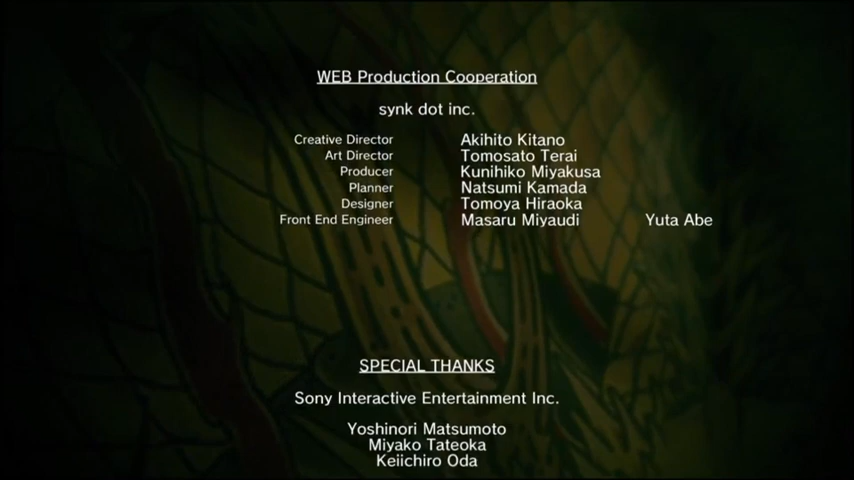 WEB Production Cooperation
synk dot inc.
Creative Director Akihito Kitano
Art Director Tomosato Terai
Producer Kunihiko Miyakusa
Planner Natsumi Kamada
Designer Tomoya Hiraoka
Front End Engineer Masaru Miyaudi Yuta Abe
SPECIAL THANKS
Sony Interactive Entertainment Inc.
Yoshinori Matsumoto
Miyako Tateoka
Keiichiro Oda